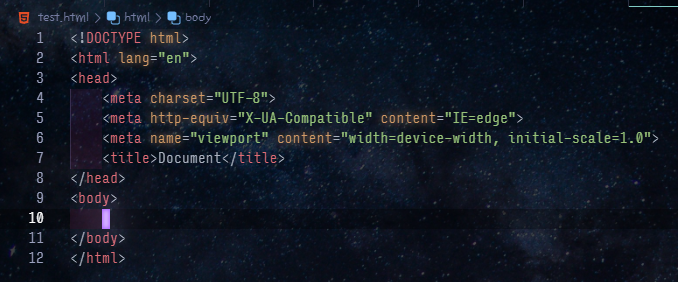 test.html > html > body
1 <!DOCTYPE html>
2 <html lang="en">
3 <head>
4     <meta charset="UTF-8">
5     <meta http-equiv="X-UA-Compatible" content="IE=edge">
6     <meta name="viewport" content="width=device-width, initial-scale=1.0">
7     <title>Document</title>
8 </head>
9 <body>
10
11 </body>
12 </html>